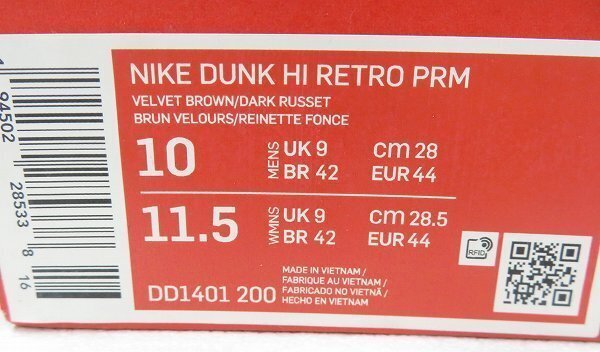 NIKE DUNK HI RETRO PRM
VELVET BROWN/DARK RUSSET
BRUN VELOURS/REINETTE FONCE
10 MENS UK 9 cm 28
BR 42 EUR 44
11.5 WMNS UK 9 cm 28.5
BR 42 EUR 44
RFID
MADE IN VIETNAM /
FABRIQUE AU VIETNAM /
FABRICADO NO VIETNÃ /
HECHO EN VIETNAM
DD1401 200
94502 28533 8
16